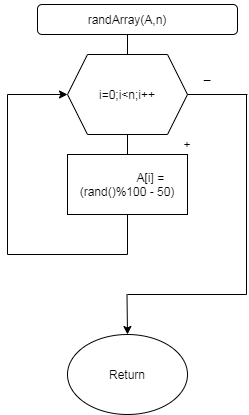 randArray(A,n)
–
i=0;i<n;i++
+
A[i] =
(rand()%100 - 50)
Return